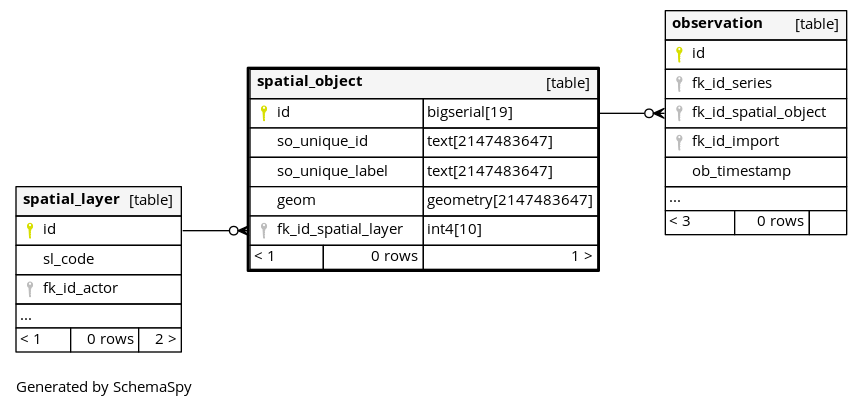 observation [table]
id
fk_id_series
fk_id_spatial_object
fk_id_import
ob_timestamp
...
< 3 0 rows
spatial_object [table]
id bigserial[19]
so_unique_id text[2147483647]
so_unique_label text[2147483647]
geom geometry[2147483647]
fk_id_spatial_layer int4[10]
< 1 0 rows 1 >
spatial_layer [table]
id
sl_code
fk_id_actor
...
< 1 0 rows 2 >
Generated by SchemaSpy